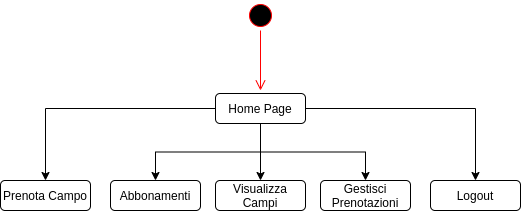 Home Page
Prenota Campo
Abbonamenti
Visualizza
Campi
Gestisci
Prenotazioni
Logout